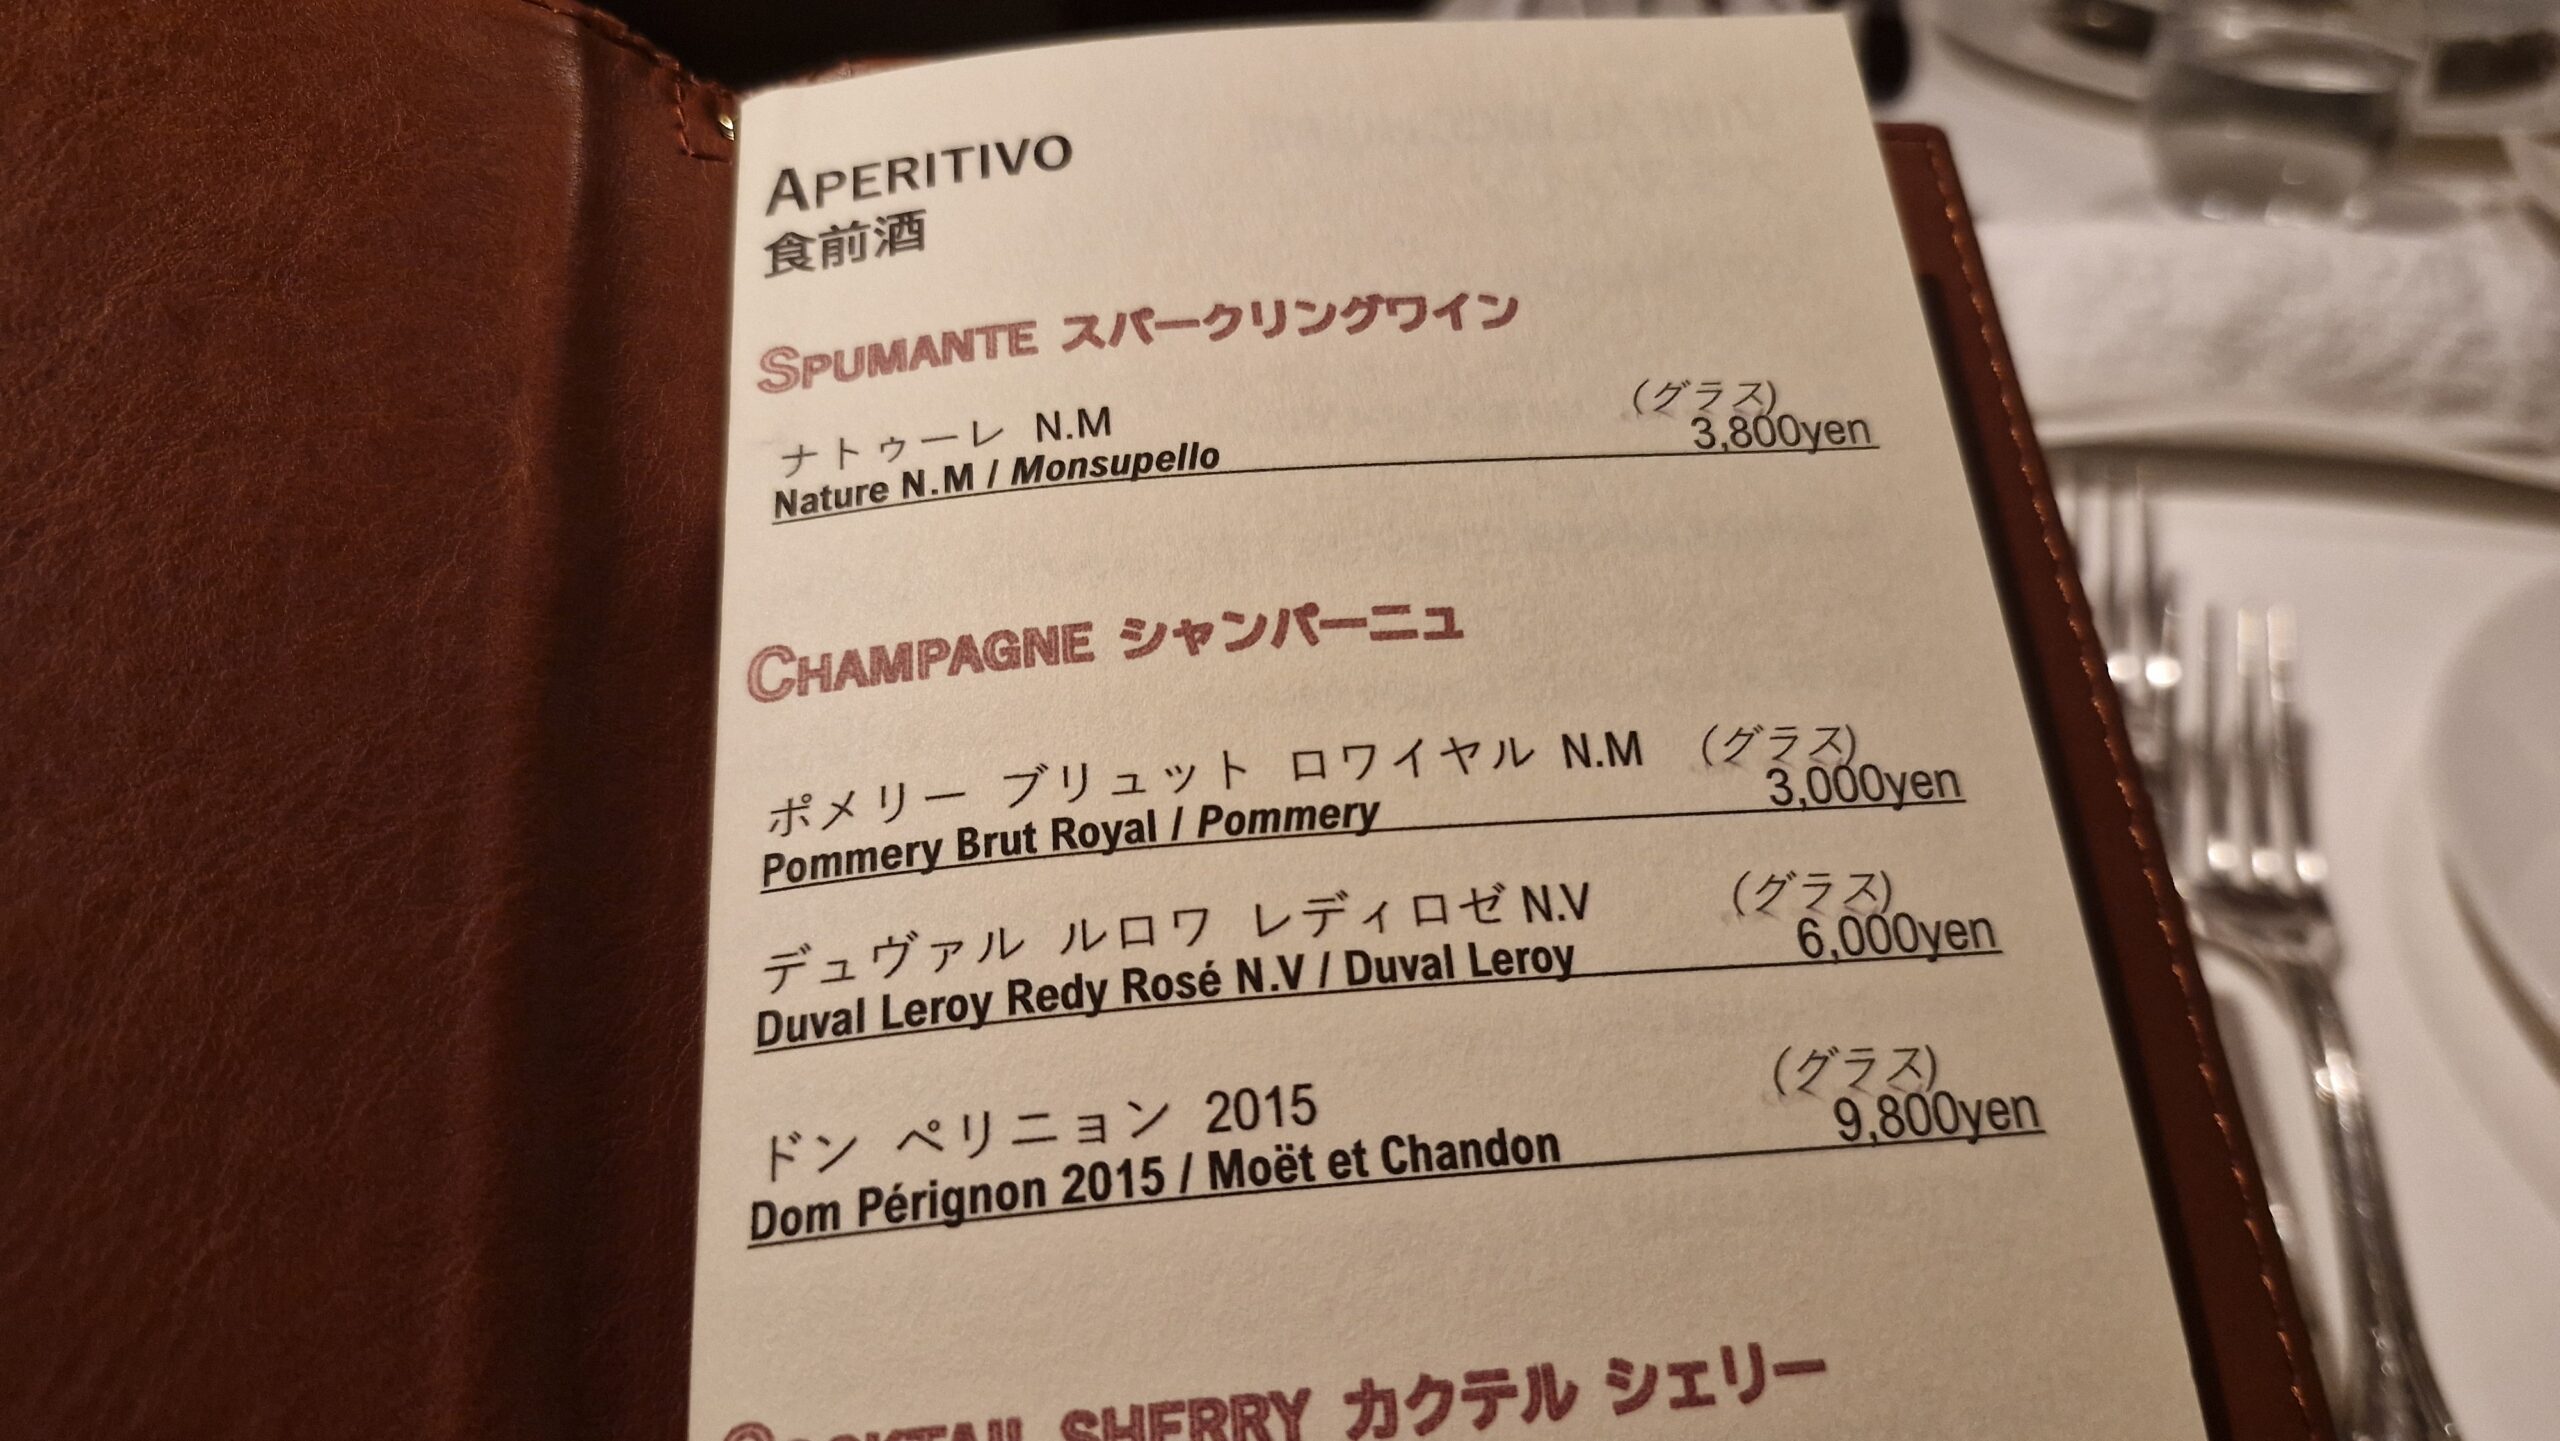 APERITIVO
食前酒
SPUMANTE スパークリングワイン
ナトゥーレ N.M (グラス)
3,800yen
Nature N.M / Monsupello
CHAMPAGNE シャンパーニュ
ポメリー ブリュット ロワイヤル N.M (グラス)
3,000yen
Pommery Brut Royal / Pommery
デュヴァル ルロワ レディロゼ N.V (グラス)
6,000yen
Duval Leroy Redy Rosé N.V / Duval Leroy
ドン ペリニョン 2015 (グラス)
9,800yen
Dom Pérignon 2015 / Moët et Chandon
COCKTAIL SHERRY カクテル シェリー